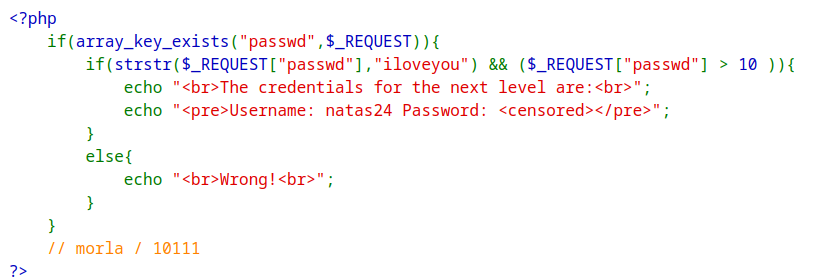 <?php
    if(array_key_exists("passwd",$_REQUEST)){
        if(strstr($_REQUEST["passwd"],"iloveyou") && ($_REQUEST["passwd"] > 10 )){
            echo "<br>The credentials for the next level are:<br>";
            echo "<pre>Username: natas24 Password: <censored></pre>";
        }
        else{
            echo "<br>Wrong!<br>";
        }
    }
    // morla / 10111
?>